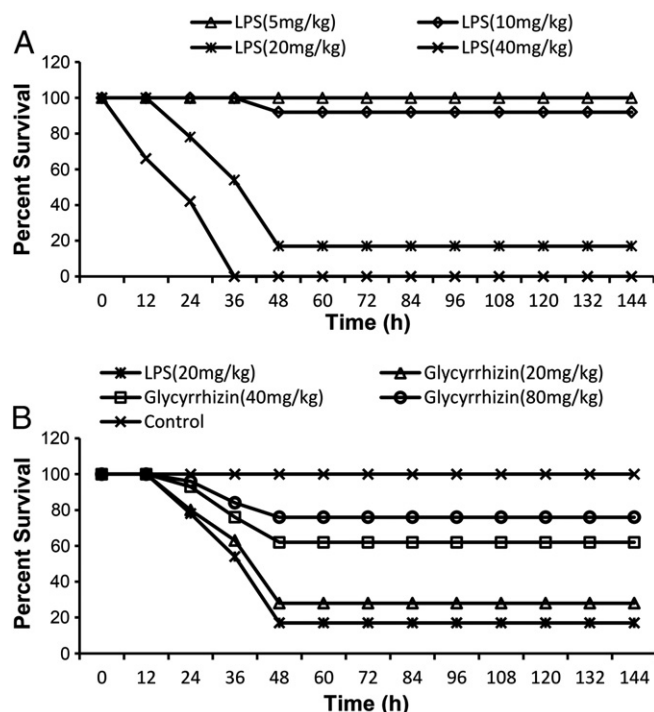 A
LPS(5mg/kg) LPS(10mg/kg)
LPS(20mg/kg) LPS(40mg/kg)
Percent Survival
120
100
80
60
40
20
0
0 12 24 36 48 60 72 84 96 108 120 132 144
Time (h)
LPS(20mg/kg) Glycyrrhizin(20mg/kg)
B
Glycyrrhizin(40mg/kg) Glycyrrhizin(80mg/kg)
Control
Percent Survival
120
100
80
60
40
20
0
0 12 24 36 48 60 72 84 96 108 120 132 144
Time (h)